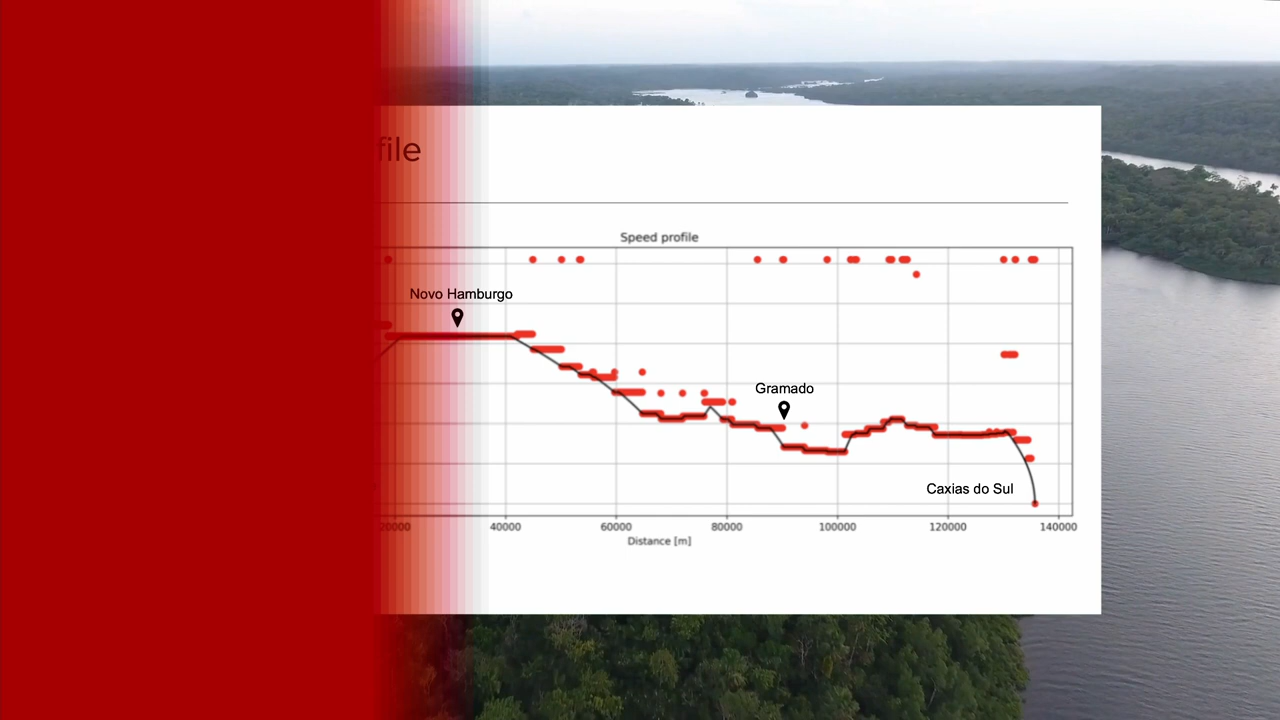 file
Speed profile
Novo Hamburgo
Gramado
Caxias do Sul
20000 40000 60000 80000 100000 120000 140000
Distance [m]